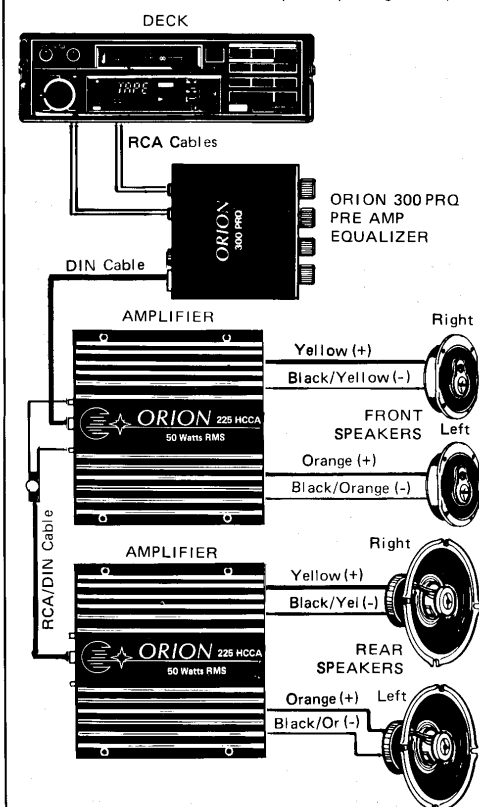 DECK
TAPE
RCA Cables
ORION
300 PRQ
ORION 300 PRQ
PRE AMP
EQUALIZER
DIN Cable
AMPLIFIER
Right
Yellow (+)
Black/Yellow (-)
ORION 225 HCCA
50 Watts RMS
FRONT
SPEAKERS
Left
Orange (+)
Black/Orange (-)
RCA/DIN Cable
AMPLIFIER
Right
Yellow (+)
Black/Yel (-)
ORION 225 HCCA
50 Watts RMS
REAR
SPEAKERS
Orange (+)
Left
Black/Or (-)